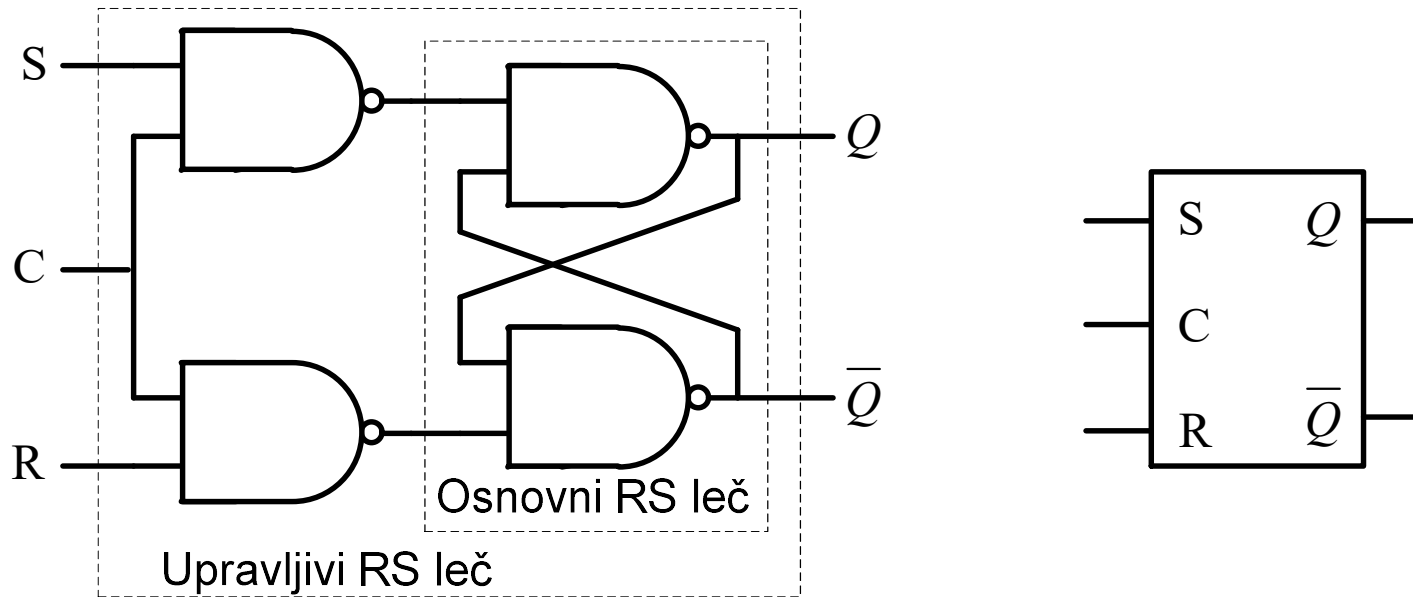 S
Q
C
Q̅
R
Osnovni RS leč
Upravljivi RS leč
S Q
C
R Q̅